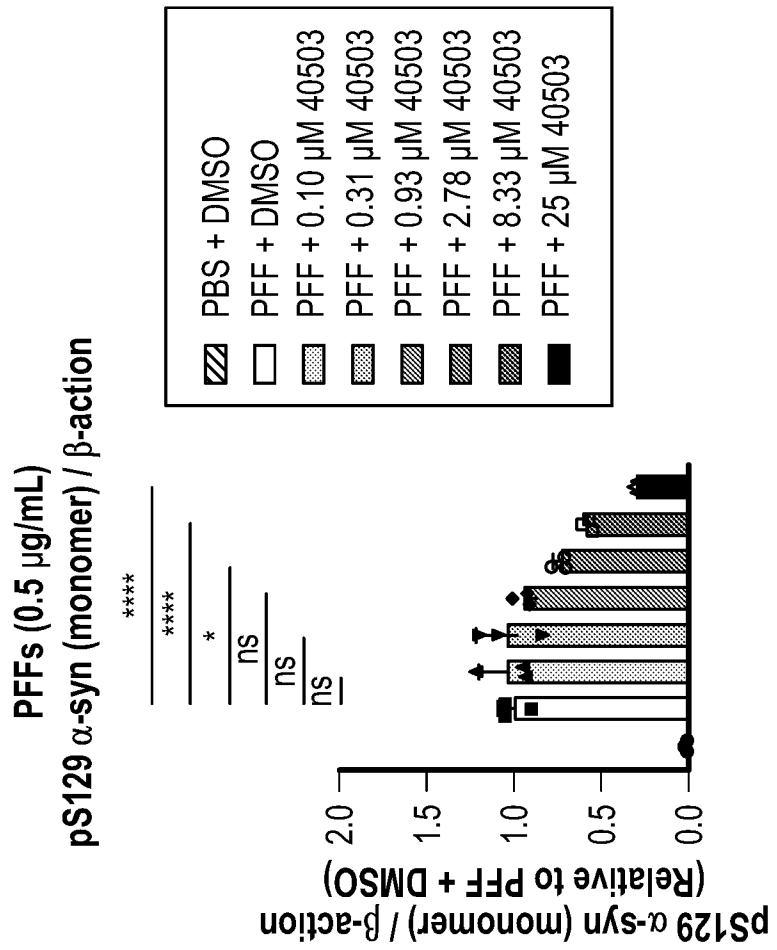 PFFs (0.5 µg/mL)
pS129 α-syn (monomer) / β-action
****
****
*
ns
ns
ns
pS129 α-syn (monomer) / β-action
(Relative to PFF + DMSO)
2.0
1.5
1.0
0.5
0.0
PBS + DMSO
PFF + DMSO
PFF + 0.10 µM 40503
PFF + 0.31 µM 40503
PFF + 0.93 µM 40503
PFF + 2.78 µM 40503
PFF + 8.33 µM 40503
PFF + 25 µM 40503